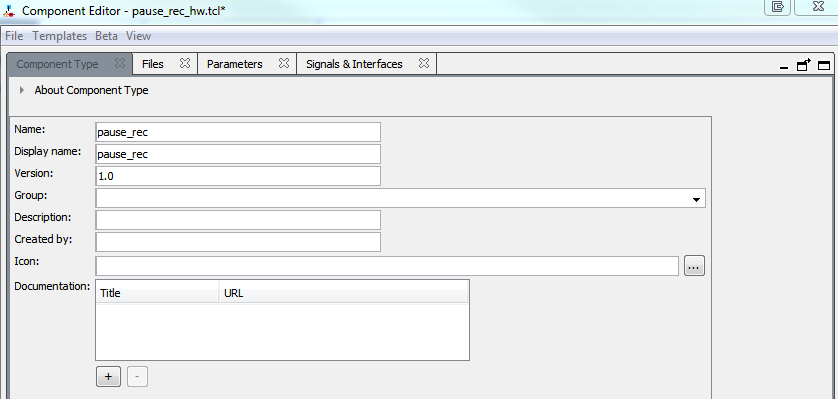 Component Editor - pause_rec_hw.tcl*
File Templates Beta View
Component Type Files Parameters Signals & Interfaces
About Component Type
Name: pause_rec
Display name: pause_rec
Version: 1.0
Group:
Description:
Created by:
Icon: ...
Documentation: Title URL
+ -